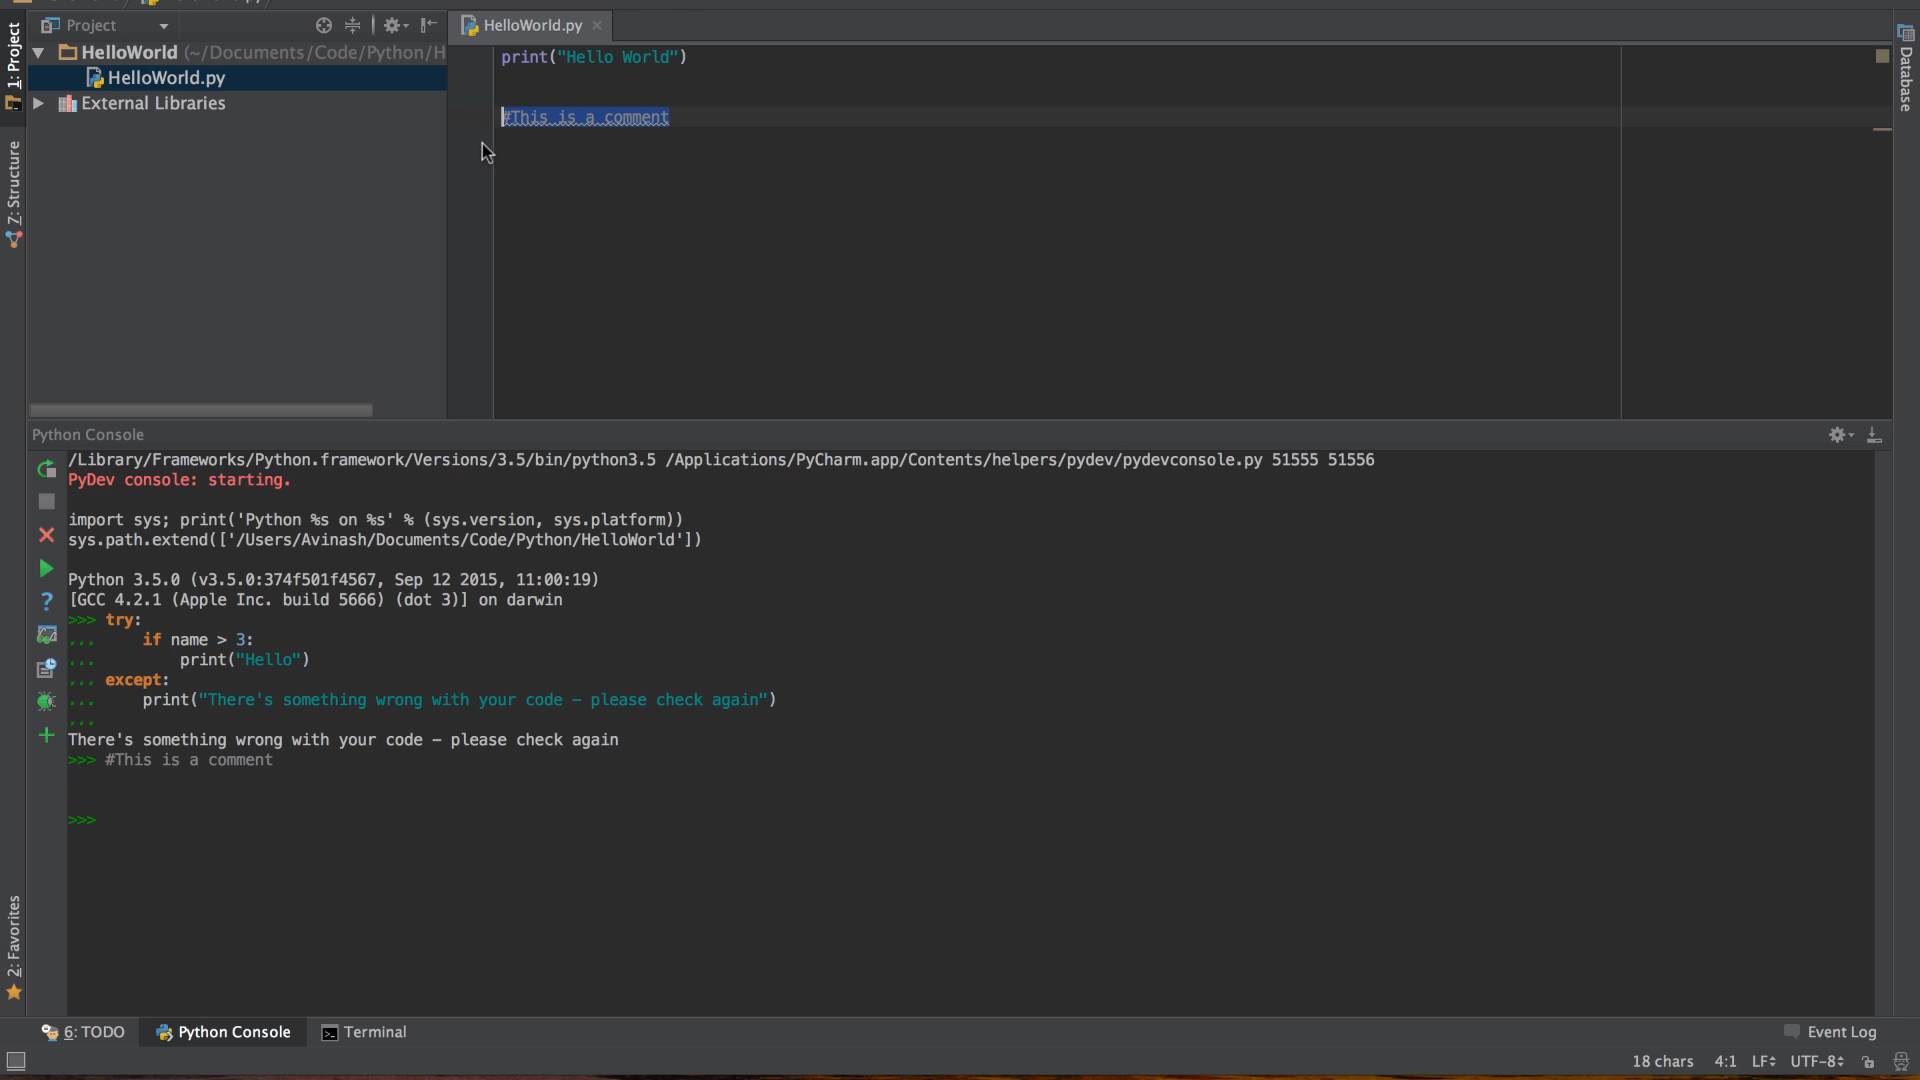 1: Project
Project
HelloWorld (~/Documents/Code/Python/H
HelloWorld.py
External Libraries
7: Structure
HelloWorld.py
print("Hello World")
#This is a comment
Database
Python Console
/Library/Frameworks/Python.framework/Versions/3.5/bin/python3.5 /Applications/PyCharm.app/Contents/helpers/pydev/pydevconsole.py 51555 51556
PyDev console: starting.
import sys; print('Python %s on %s' % (sys.version, sys.platform))
sys.path.extend(['/Users/Avinash/Documents/Code/Python/HelloWorld'])
Python 3.5.0 (v3.5.0:374f501f4567, Sep 12 2015, 11:00:19)
[GCC 4.2.1 (Apple Inc. build 5666) (dot 3)] on darwin
>>> try:
...     if name > 3:
...         print("Hello")
... except:
...     print("There's something wrong with your code – please check again")
...
There's something wrong with your code – please check again
>>> #This is a comment
>>>
2: Favorites
6: TODO
Python Console
Terminal
Event Log
18 chars 4:1 LF UTF-8